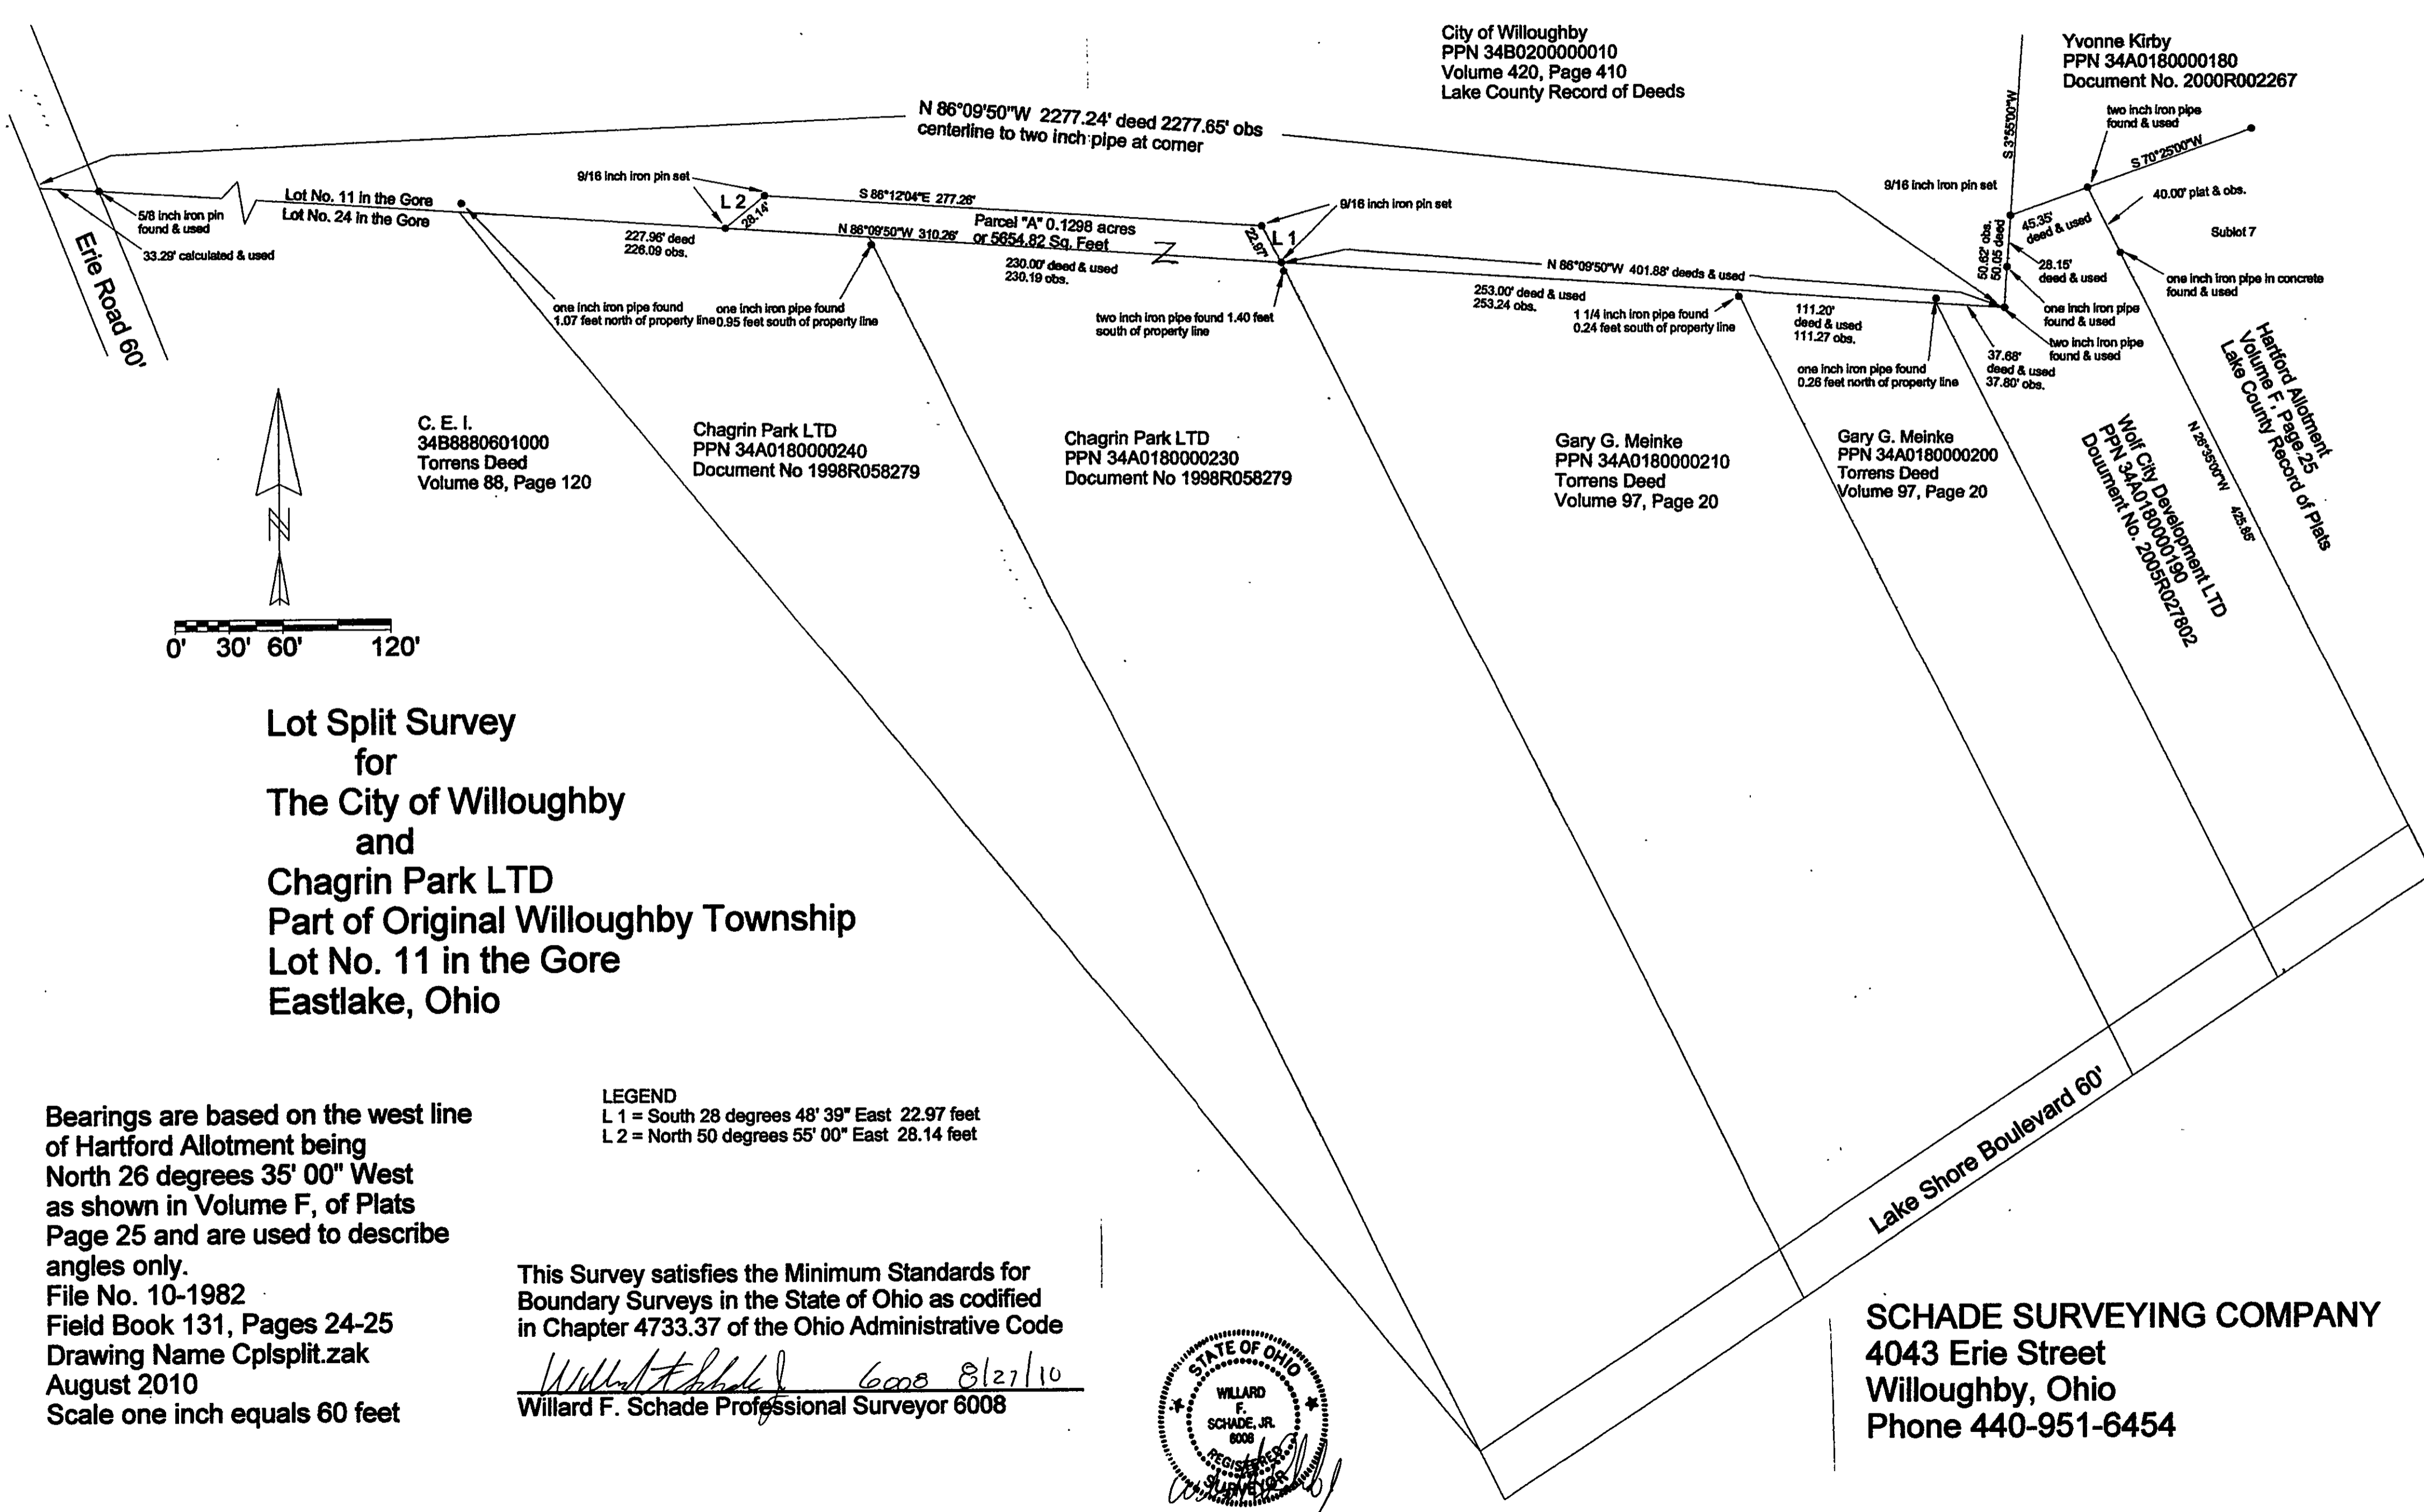 City of Willoughby
PPN 34B0200000010
Volume 420, Page 410
Lake County Record of Deeds
Yvonne Kirby
PPN 34A0180000180
Document No. 2000R002267
N 86°09'50"W 2277.24' deed 2277.65' obs
centerline to two inch pipe at corner
two inch iron pipe
found & used
S 3°55'00"W
S 70°25'00"W
9/16 inch iron pin set
L 2
28.14'
S 86°12'04"E 277.26'
9/16 inch iron pin set
9/16 inch iron pin set
40.00' plat & obs.
Lot No. 11 in the Gore
Lot No. 24 in the Gore
5/8 inch iron pin
found & used
33.29' calculated & used
Erie Road 60'
227.96' deed
226.09 obs.
N 86°09'50"W 310.26'
Parcel "A" 0.1298 acres
or 5654.82 Sq. Feet
22.97'
L 1
Z
230.00' deed & used
230.19 obs.
N 86°09'50"W 401.88' deeds & used
50.62' obs.
50.05 deed
45.35'
deed & used
Sublot 7
28.15'
deed & used
one inch iron pipe in concrete
found & used
one inch iron pipe found
1.07 feet north of property line
one inch iron pipe found
0.95 feet south of property line
two inch iron pipe found 1.40 feet
south of property line
253.00' deed & used
253.24 obs.
1 1/4 inch iron pipe found
0.24 feet south of property line
111.20'
deed & used
111.27 obs.
one inch iron pipe
found & used
two inch iron pipe
found & used
one inch iron pipe found
0.26 feet north of property line
37.68'
deed & used
37.80' obs.
Hartford Allotment
Volume F, Page 25
Lake County Record of Plats
N 26°35'00"W 425.85'
C. E. I.
34B8880601000
Torrens Deed
Volume 88, Page 120
Chagrin Park LTD
PPN 34A0180000240
Document No 1998R058279
Chagrin Park LTD
PPN 34A0180000230
Document No 1998R058279
Gary G. Meinke
PPN 34A0180000210
Torrens Deed
Volume 97, Page 20
Gary G. Meinke
PPN 34A0180000200
Torrens Deed
Volume 97, Page 20
Wolf City Development LTD
PPN 34A0180000190
Douument No. 2005R027802
N
0' 30' 60' 120'
Lot Split Survey
for
The City of Willoughby
and
Chagrin Park LTD
Part of Original Willoughby Township
Lot No. 11 in the Gore
Eastlake, Ohio
LEGEND
L 1 = South 28 degrees 48' 39" East 22.97 feet
L 2 = North 50 degrees 55' 00" East 28.14 feet
Lake Shore Boulevard 60'
Bearings are based on the west line
of Hartford Allotment being
North 26 degrees 35' 00" West
as shown in Volume F, of Plats
Page 25 and are used to describe
angles only.
File No. 10-1982
Field Book 131, Pages 24-25
Drawing Name Cplsplit.zak
August 2010
Scale one inch equals 60 feet
This Survey satisfies the Minimum Standards for
Boundary Surveys in the State of Ohio as codified
in Chapter 4733.37 of the Ohio Administrative Code
Willard F Schade Jr 6008 8/27/10
Willard F. Schade Professional Surveyor 6008
STATE OF OHIO
WILLARD
F.
SCHADE, JR.
6008
REGISTERED
SURVEYOR
SCHADE SURVEYING COMPANY
4043 Erie Street
Willoughby, Ohio
Phone 440-951-6454